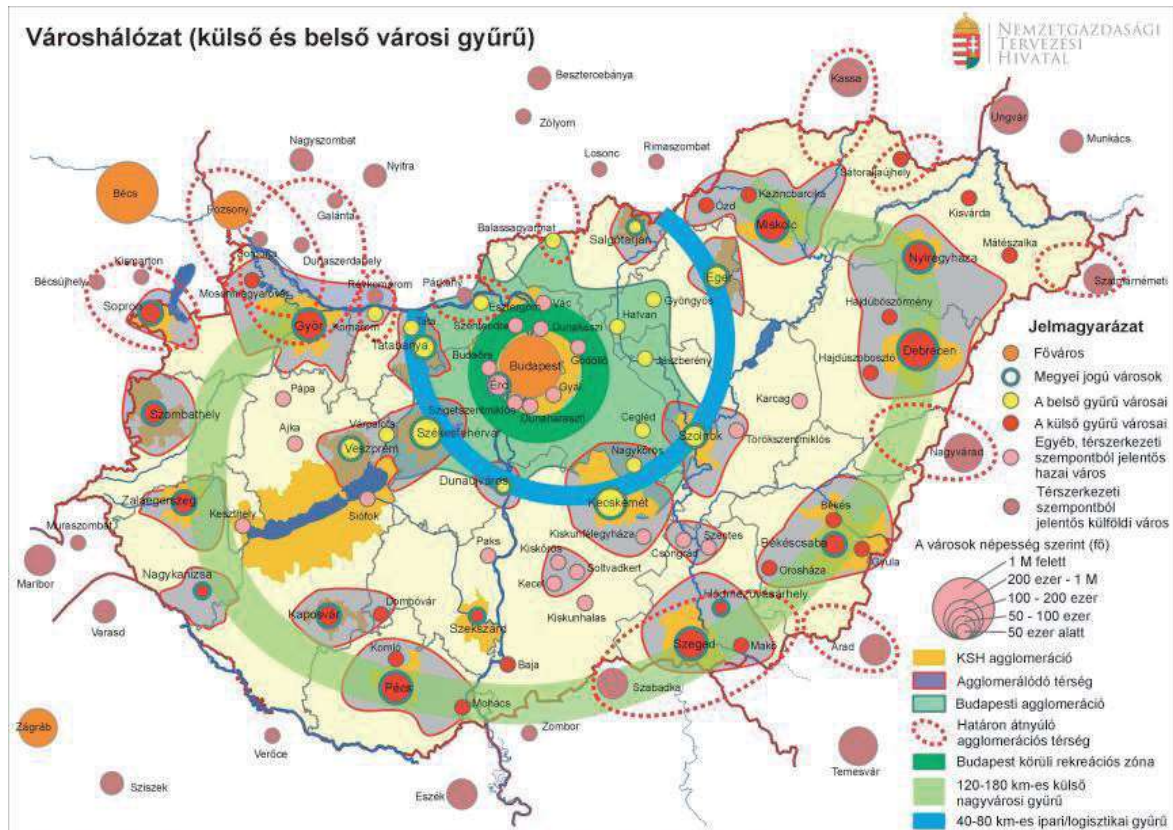 Városhálózat (külső és belső városi gyűrű)
NEMZETGAZDASÁGI
TERVEZÉSI
HIVATAL
Besztercebánya
Kassa
Zólyom
Ungvár
Munkács
Nagyszombat
Nyitra
Losonc
Rimaszombat
Sátoraljaújhely
Bécs
Pozsony
Galánta
Ózd
Kazincbarcika
Kisvárda
Balassagyarmat
Salgótarján
Miskolc
Mátészalka
Nyíregyháza
Kismarton
Bécsújhely
Somorja
Dunaszerdahely
Mosonmagyaróvár
Révkomárom
Párkány
Eger
Szatmárnémeti
Sopron
Győr
Komárom
Esztergom
Vác
Gyöngyös
Hatvan
Hajdúböszörmény
Tata
Tatabánya
Szentendre
Dunakeszi
Gödöllő
Jászberény
Debrecen
Hajdúszoboszló
Budaörs
Budapest
Érd
Gyál
Pápa
Szigetszentmiklós
Dunaharaszti
Szombathely
Karcag
Ajka
Várpalota
Székesfehérvár
Cegléd
Szolnok
Törökszentmiklós
Nagyvárad
Veszprém
Nagykőrös
Dunaújváros
Kecskemét
Zalaegerszeg
Keszthely
Siófok
Békés
Muraszombat
Maribor
Paks
Kiskunfélegyháza
Csongrád
Szentes
Békéscsaba
Gyula
Kiskőrös
Soltvadkert
Kecel
Orosháza
Nagykanizsa
Hódmezővásárhely
Kaposvár
Dombóvár
Szekszárd
Kiskunhalas
Varasd
Komló
Szeged
Makó
Arad
Baja
Pécs
Szabadka
Mohács
Zágráb
Verőce
Zombor
Temesvár
Sziszek
Eszék
Jelmagyarázat
Főváros
Megyei jogú városok
A belső gyűrű városai
A külső gyűrű városai
Egyéb, térszerkezeti
szempontból jelentős
hazai város
Térszerkezeti
szempontból
jelentős külföldi város
A városok népesség szerint (fő)
1 M felett
200 ezer - 1 M
100 - 200 ezer
50 - 100 ezer
50 ezer alatt
KSH agglomeráció
Agglomerálódó térség
Budapesti agglomeráció
Határon átnyúló
agglomerációs térség
Budapest körüli rekreációs zóna
120-180 km-es külső
nagyvárosi gyűrű
40-80 km-es ipari/logisztikai gyűrű